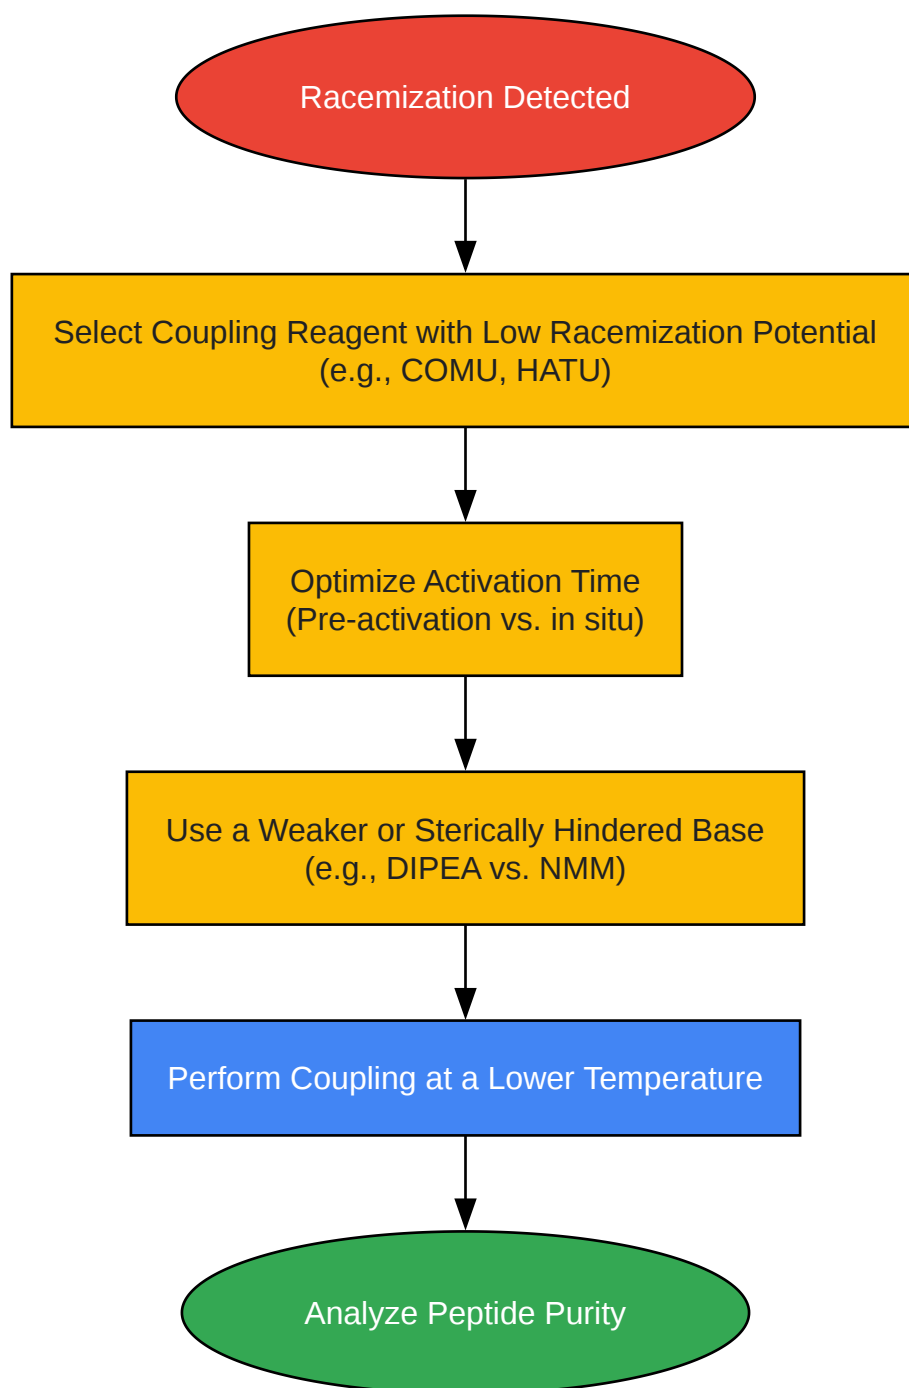 Racemization Detected
Select Coupling Reagent with Low Racemization Potential
(e.g., COMU, HATU)
Optimize Activation Time
(Pre-activation vs. in situ)
Use a Weaker or Sterically Hindered Base
(e.g., DIPEA vs. NMM)
Perform Coupling at a Lower Temperature
Analyze Peptide Purity